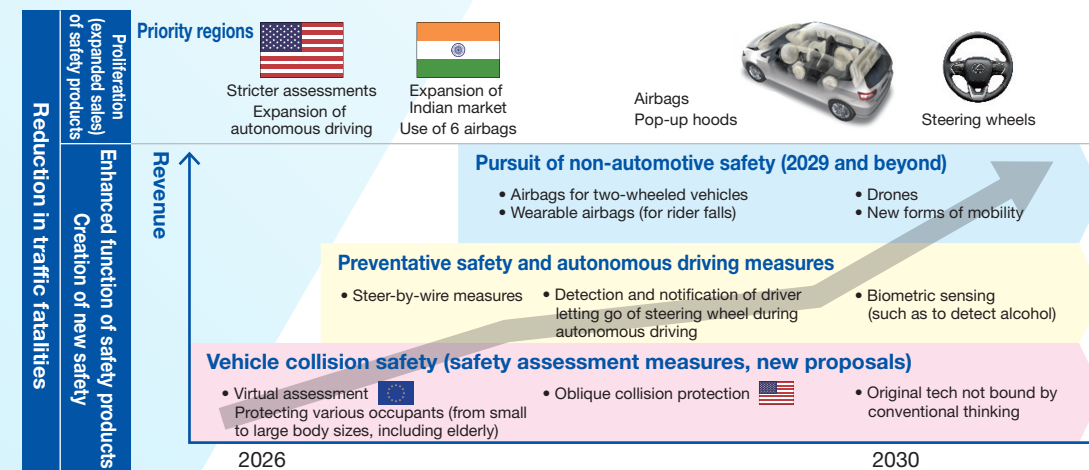 Reduction in traffic fatalities
Proliferation
(expanded sales)
of safety products
Enhanced function of safety products
Creation of new safety
Priority regions
Stricter assessments
Expansion of
autonomous driving
Expansion of
Indian market
Use of 6 airbags
Airbags
Pop-up hoods
Steering wheels
Revenue
Pursuit of non-automotive safety (2029 and beyond)
• Airbags for two-wheeled vehicles
• Wearable airbags (for rider falls)
• Drones
• New forms of mobility
Preventative safety and autonomous driving measures
• Steer-by-wire measures
• Detection and notification of driver
letting go of steering wheel during
autonomous driving
• Biometric sensing
(such as to detect alcohol)
Vehicle collision safety (safety assessment measures, new proposals)
• Virtual assessment
Protecting various occupants (from small
to large body sizes, including elderly)
• Oblique collision protection
• Original tech not bound by
conventional thinking
2026
2030